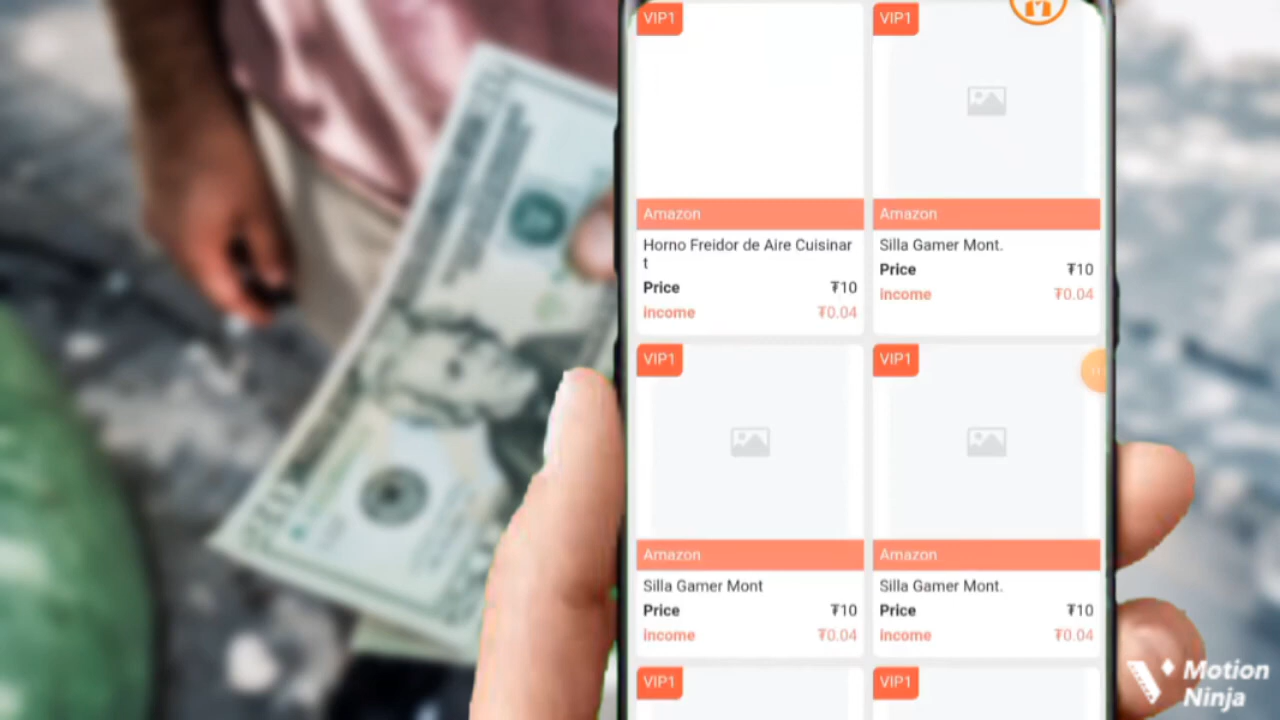 VIP1
VIP1
Amazon
Amazon
Horno Freidor de Aire Cuisinar
t
Price
₮10
income
₮0.04
Silla Gamer Mont.
Price
₮10
income
₮0.04
VIP1
VIP1
Amazon
Amazon
Silla Gamer Mont
Price
₮10
income
₮0.04
Silla Gamer Mont.
Price
₮10
income
₮0.04
VIP1
VIP1
Motion
Ninja